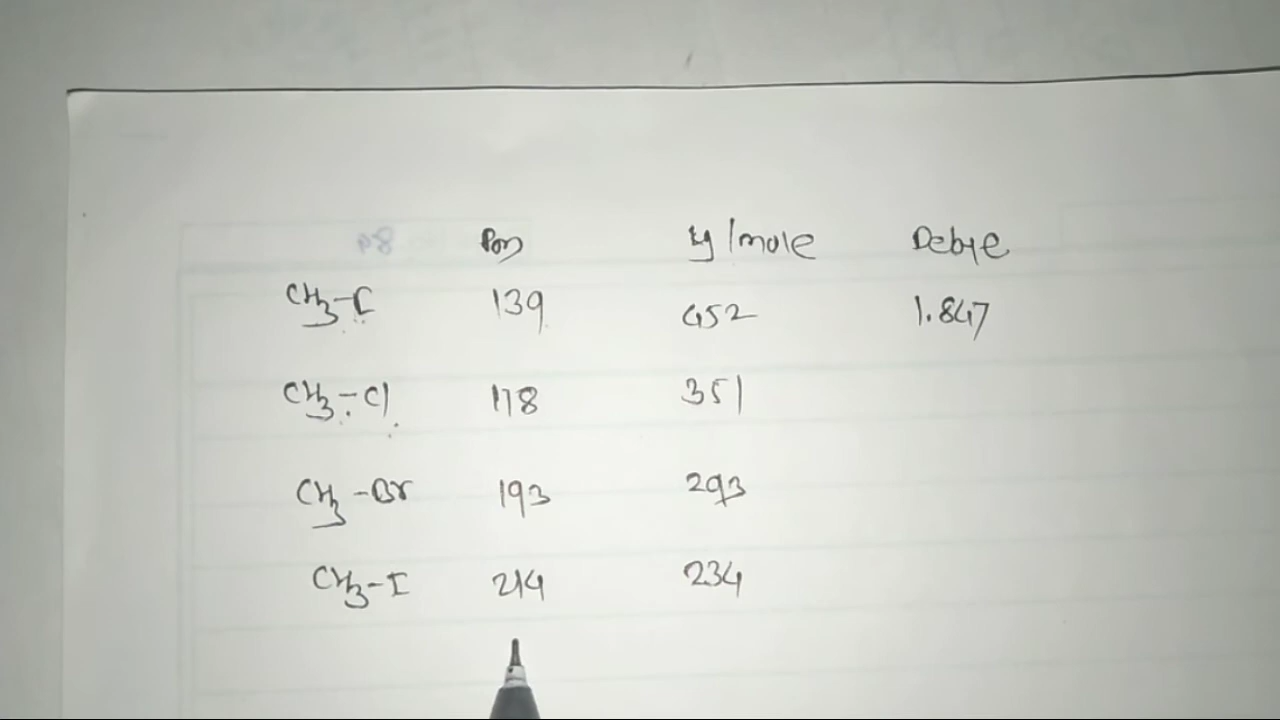 Pm kJ/mole Debye
CH3-F 139 452 1.847
CH3-Cl 178 351
CH3-Br 193 293
CH3-I 214 234